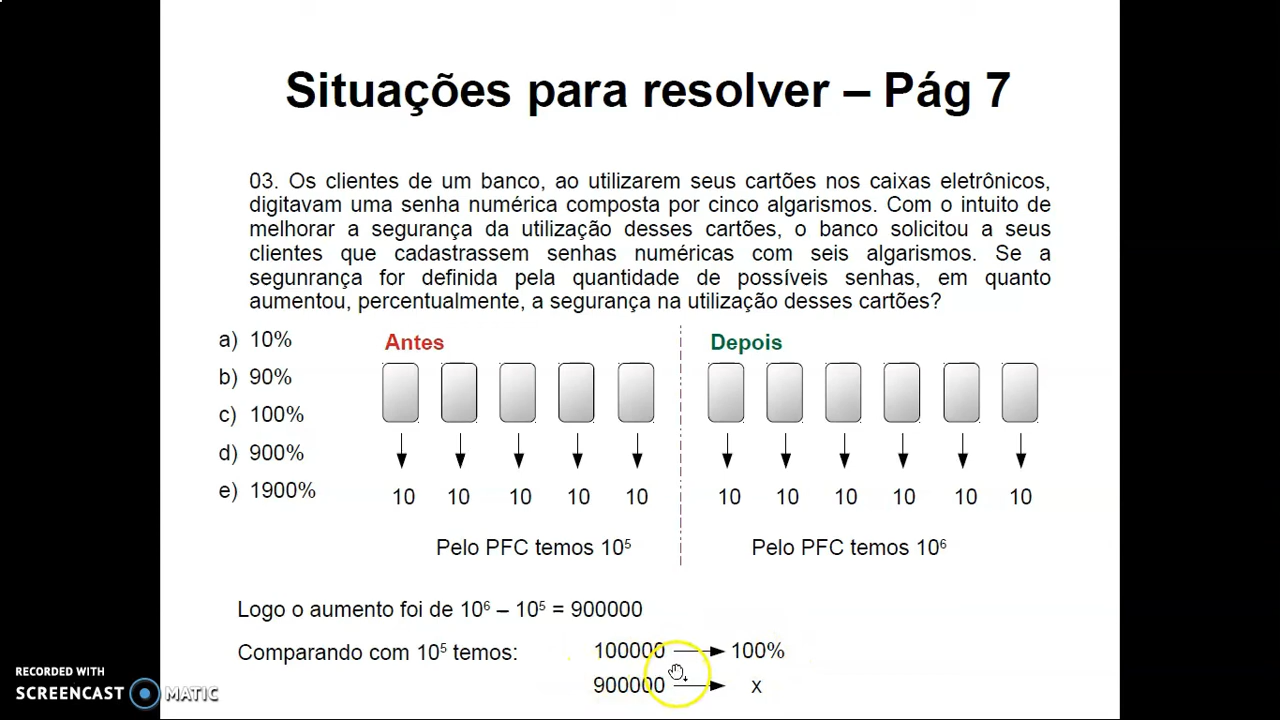 Situações para resolver – Pág 7
03. Os clientes de um banco, ao utilizarem seus cartões nos caixas eletrônicos,
digitavam uma senha numérica composta por cinco algarismos. Com o intuito de
melhorar a segurança da utilização desses cartões, o banco solicitou a seus
clientes que cadastrassem senhas numéricas com seis algarismos. Se a
segunrança for definida pela quantidade de possíveis senhas, em quanto
aumentou, percentualmente, a segurança na utilização desses cartões?
a) 10%
b) 90%
c) 100%
d) 900%
e) 1900%
Antes
10 10 10 10 10
Pelo PFC temos 10⁵
Depois
10 10 10 10 10 10
Pelo PFC temos 10⁶
Logo o aumento foi de 10⁶ – 10⁵ = 900000
Comparando com 10⁵ temos:
100000 → 100%
900000 → x
RECORDED WITH
SCREENCAST MATIC